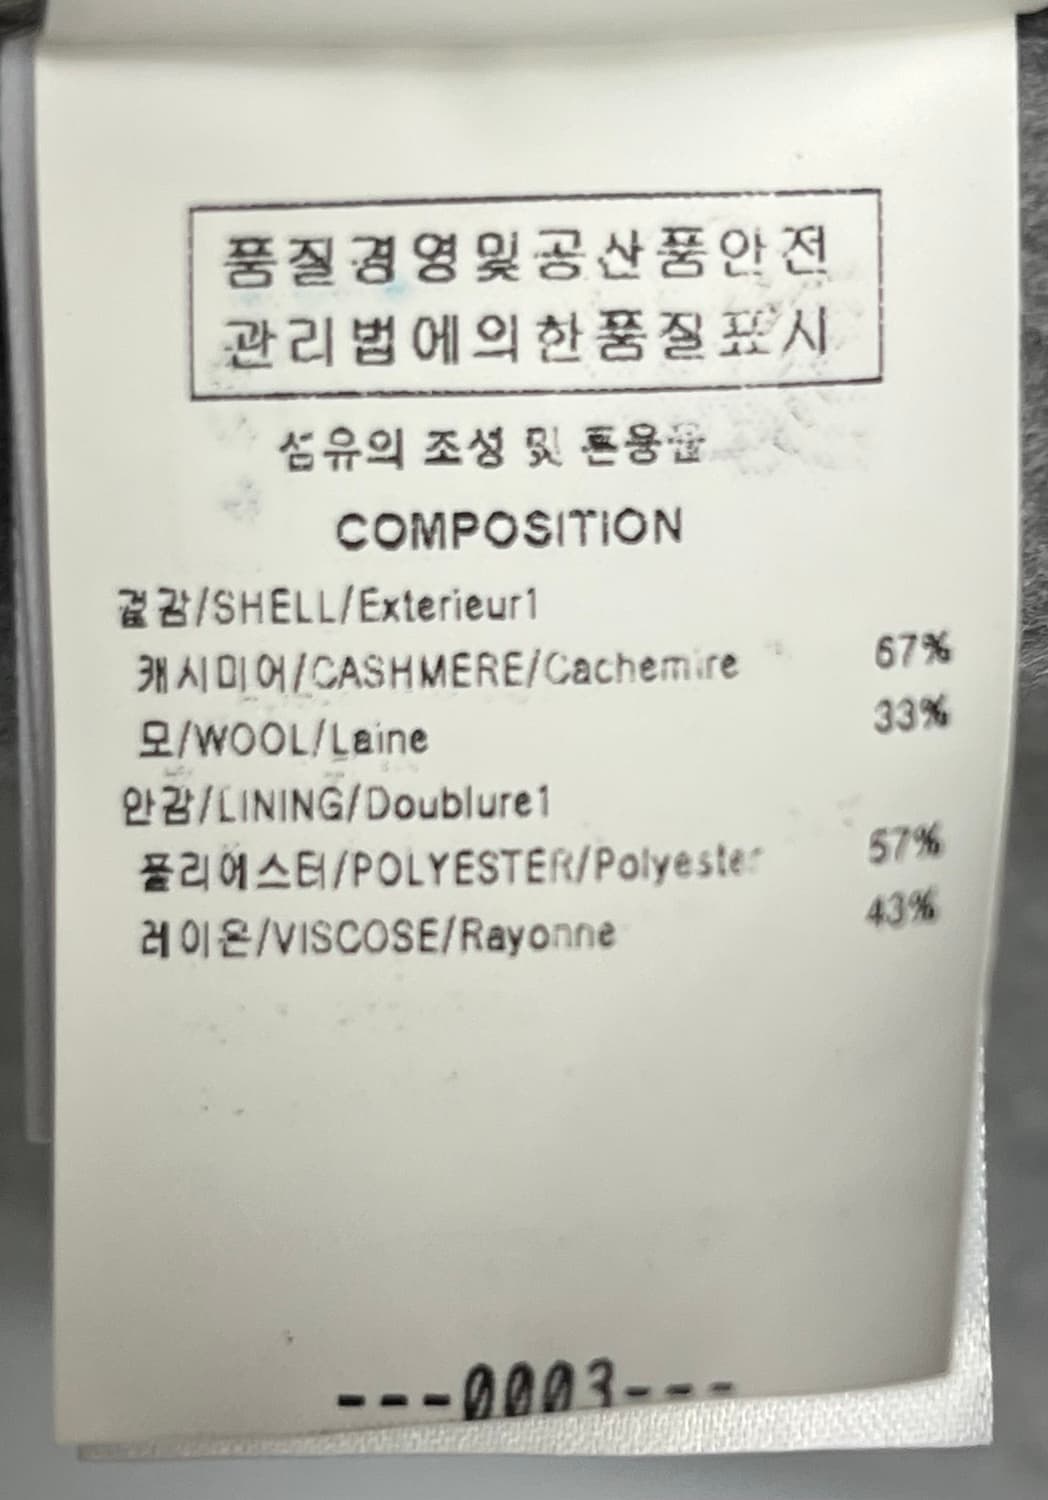 품질경영및공산품안전
관리법에의한품질표시
섬유의 조성 및 혼용율
COMPOSITION
겉감/SHELL/Exterieur1
캐시미어/CASHMERE/Cachemire 67%
모/WOOL/Laine 33%
안감/LINING/Doublure1
폴리에스터/POLYESTER/Polyester 57%
레이온/VISCOSE/Rayonne 43%
---0003---